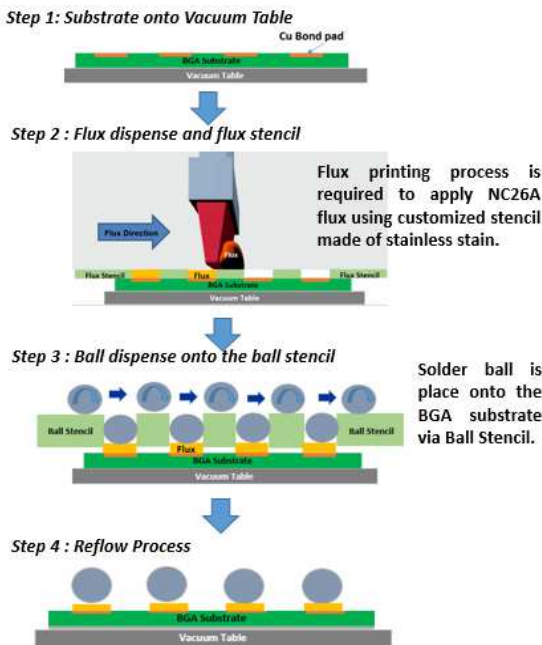 Step 1: Substrate onto Vacuum Table
Cu Bond pad
BGA Substrate
Vacuum Table
Step 2 : Flux dispense and flux stencil
Flux printing process is
required to apply NC26A
flux using customized stencil
made of stainless stain.
Flux Direction
Flux
Flux Stencil
Flux
Flux Stencil
BGA Substrate
Vacuum Table
Step 3 : Ball dispense onto the ball stencil
Solder ball is
place onto the
BGA substrate
via Ball Stencil.
Ball Stencil
Ball Stencil
Flux
BGA Substrate
Vacuum Table
Step 4 : Reflow Process
BGA Substrate
Vacuum Table